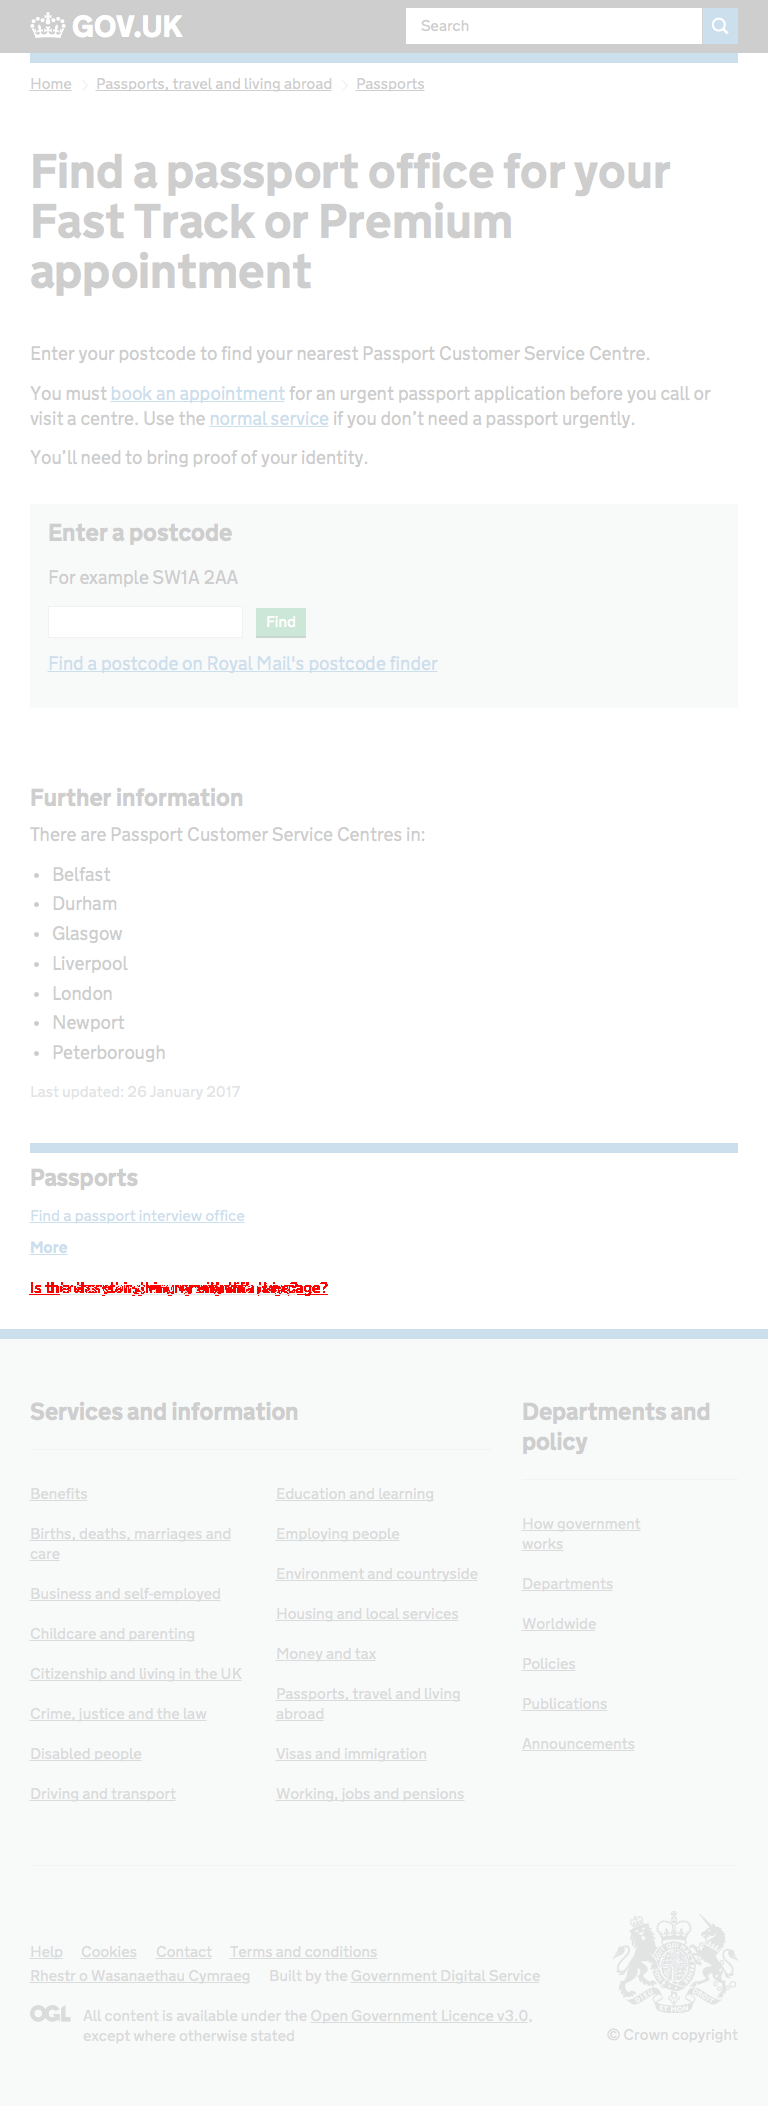 GOV.UK
Search
Home
Passports, travel and living abroad
Passports
Find a passport office for your
Fast Track or Premium
appointment
Enter your postcode to find your nearest Passport Customer Service Centre.
You must book an appointment for an urgent passport application before you call or
visit a centre. Use the normal service if you don’t need a passport urgently.
You’ll need to bring proof of your identity.
Enter a postcode
For example SW1A 2AA
Find
Find a postcode on Royal Mail's postcode finder
Further information
There are Passport Customer Service Centres in:
• Belfast
• Durham
• Glasgow
• Liverpool
• London
• Newport
• Peterborough
Last updated: 26 January 2017
Passports
Find a passport interview office
More
Is
Services and information
Benefits
Births, deaths, marriages and
care
Business and self-employed
Childcare and parenting
Citizenship and living in the UK
Crime, justice and the law
Disabled people
Driving and transport
Education and learning
Employing people
Environment and countryside
Housing and local services
Money and tax
Passports, travel and living
abroad
Visas and immigration
Working, jobs and pensions
Departments and
policy
How government
works
Departments
Worldwide
Policies
Publications
Announcements
Help Cookies Contact Terms and conditions
Rhestr o Wasanaethau Cymraeg Built by the Government Digital Service
OGL
All content is available under the Open Government Licence v3.0,
except where otherwise stated
© Crown copyright